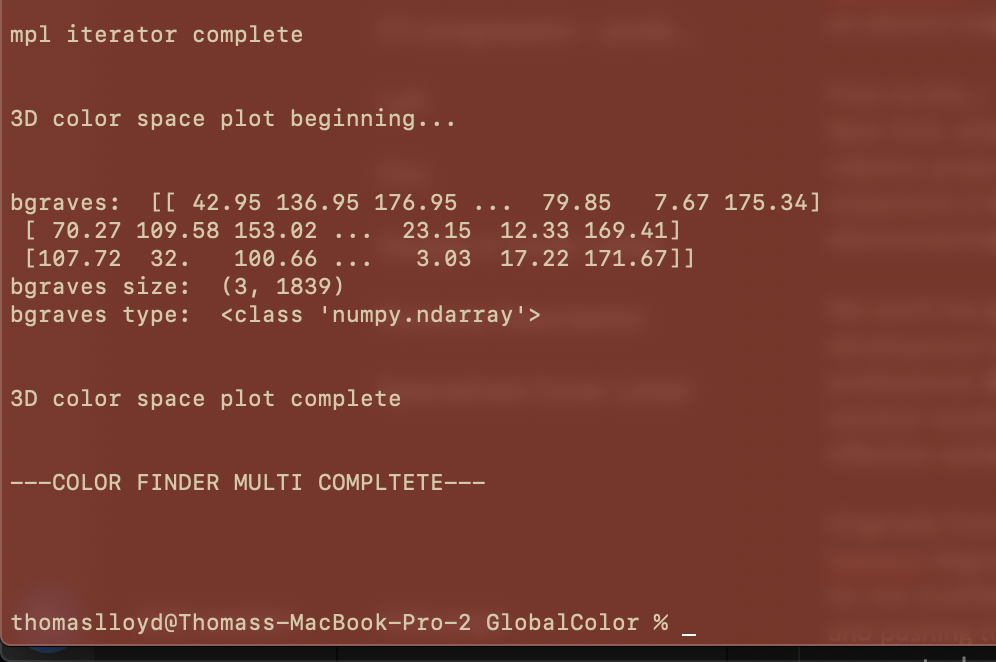 mpl iterator complete
3D color space plot beginning...
bgraves:  [[ 42.95 136.95 176.95 ...  79.85   7.67 175.34]
 [ 70.27 109.58 153.02 ...  23.15  12.33 169.41]
 [107.72  32.   100.66 ...   3.03  17.22 171.67]]
bgraves size:  (3, 1839)
bgraves type:  <class 'numpy.ndarray'>
3D color space plot complete
---COLOR FINDER MULTI COMPLTETE---
thomaslloyd@Thomass-MacBook-Pro-2 GlobalColor % _